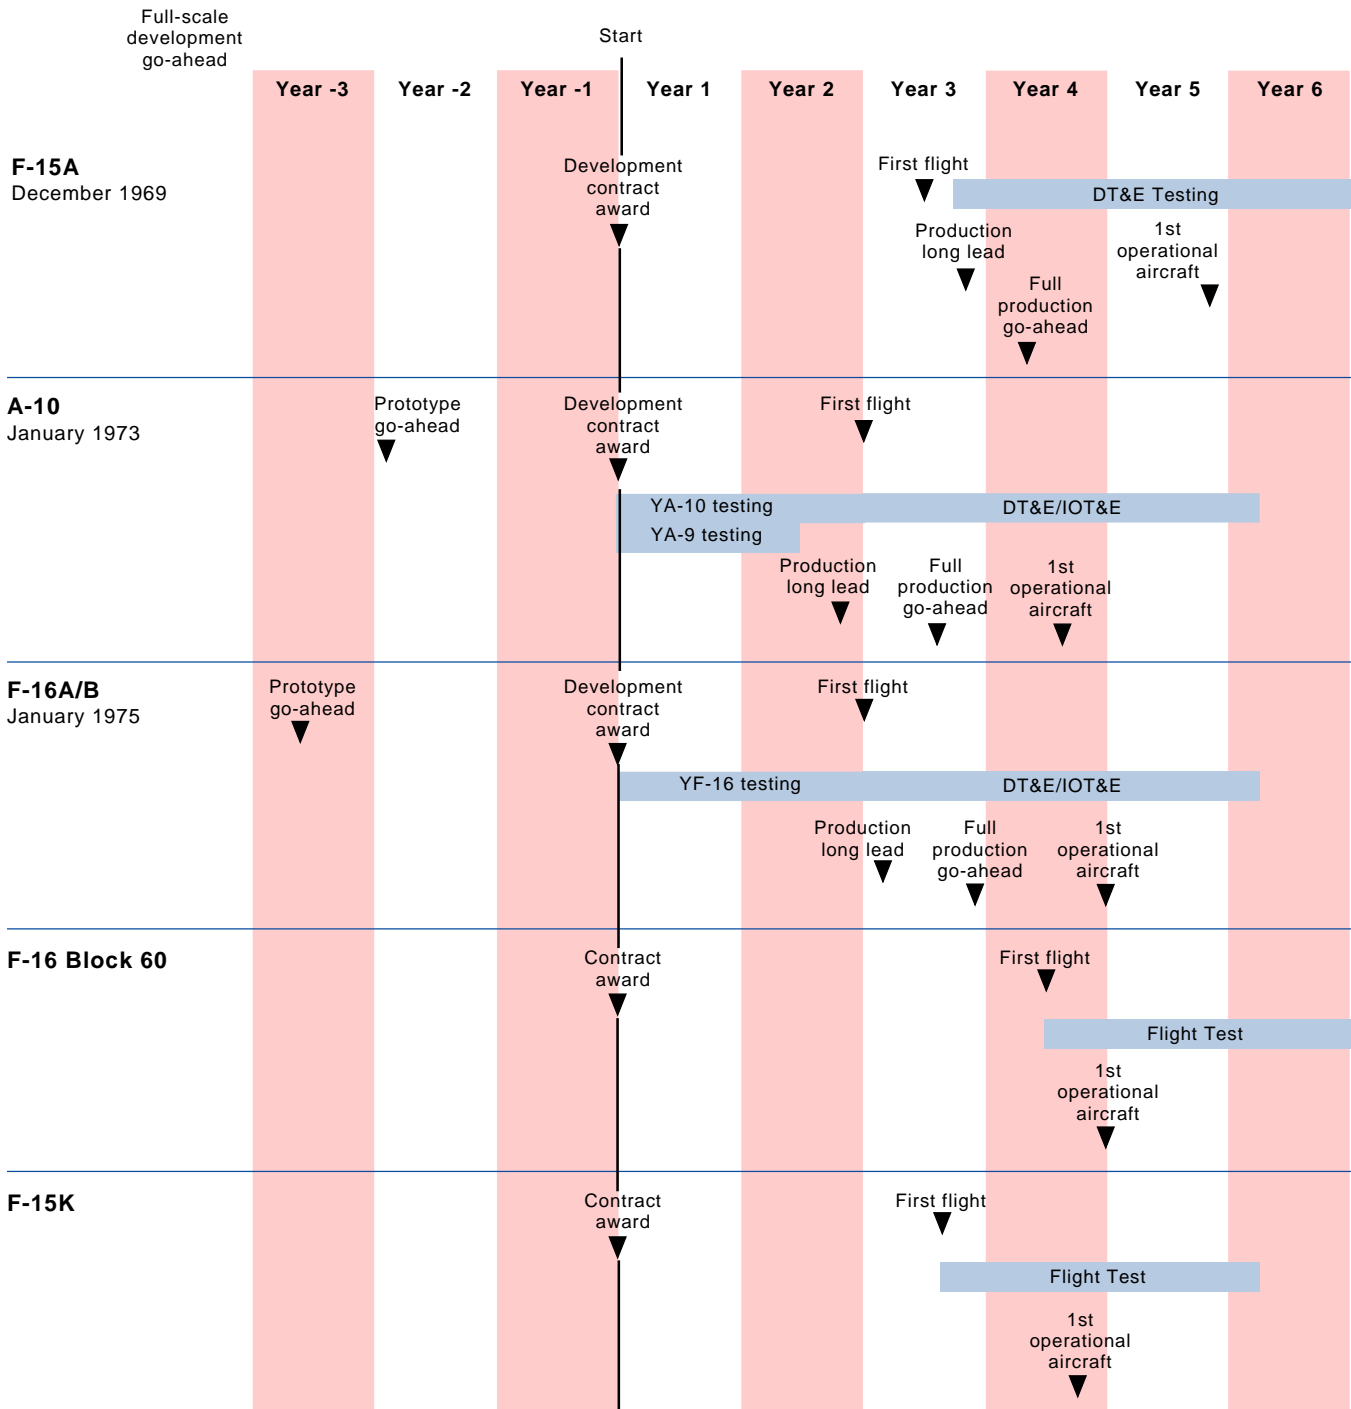 Full-scale
development
go-ahead
Start
Year -3 Year -2 Year -1 Year 1 Year 2 Year 3 Year 4 Year 5 Year 6
F-15A
December 1969
Development
contract
award
First flight
DT&E Testing
Production
long lead
1st
operational
aircraft
Full
production
go-ahead
A-10
January 1973
Prototype
go-ahead
Development
contract
award
First flight
YA-10 testing DT&E/IOT&E
YA-9 testing
Production
long lead
Full
production
go-ahead
1st
operational
aircraft
F-16A/B
January 1975
Prototype
go-ahead
Development
contract
award
First flight
YF-16 testing DT&E/IOT&E
Production
long lead
Full
production
go-ahead
1st
operational
aircraft
F-16 Block 60
Contract
award
First flight
Flight Test
1st
operational
aircraft
F-15K
Contract
award
First flight
Flight Test
1st
operational
aircraft